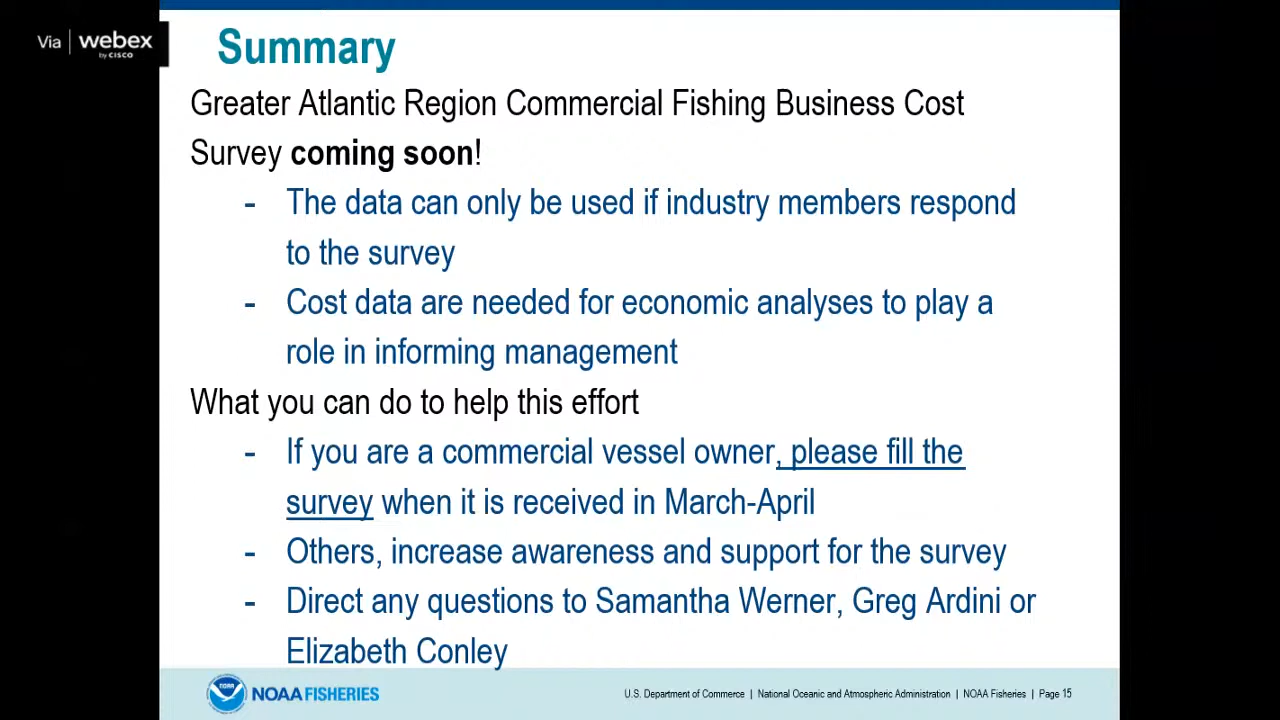 Via | webex
by CISCO
Summary
Greater Atlantic Region Commercial Fishing Business Cost
Survey coming soon!
- The data can only be used if industry members respond
to the survey
- Cost data are needed for economic analyses to play a
role in informing management
What you can do to help this effort
- If you are a commercial vessel owner, please fill the
survey when it is received in March-April
- Others, increase awareness and support for the survey
- Direct any questions to Samantha Werner, Greg Ardini or
Elizabeth Conley
NOAA
NOAA FISHERIES
U.S. Department of Commerce | National Oceanic and Atmospheric Administration | NOAA Fisheries | Page 15